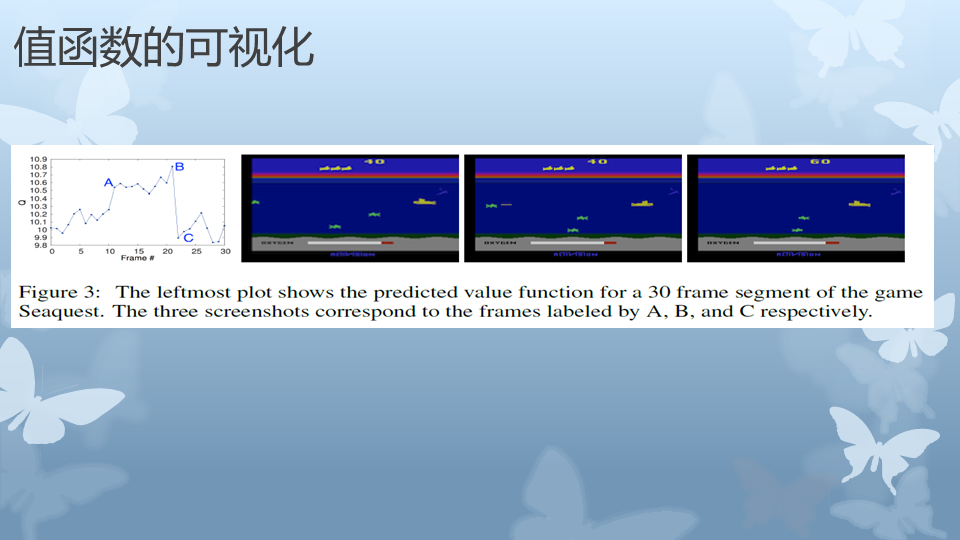 值函数的可视化
10.9
10.8
10.7
10.6
10.5
10.4
10.3
10.2
10.1
10
9.9
9.8
Q
A
B
C
0 5 10 15 20 25 30
Frame #
40
OXYGEN
ACTIVISION
40
OXYGEN
ACTIVISION
60
OXYGEN
ACTIVISION
Figure 3: The leftmost plot shows the predicted value function for a 30 frame segment of the game
Seaquest. The three screenshots correspond to the frames labeled by A, B, and C respectively.